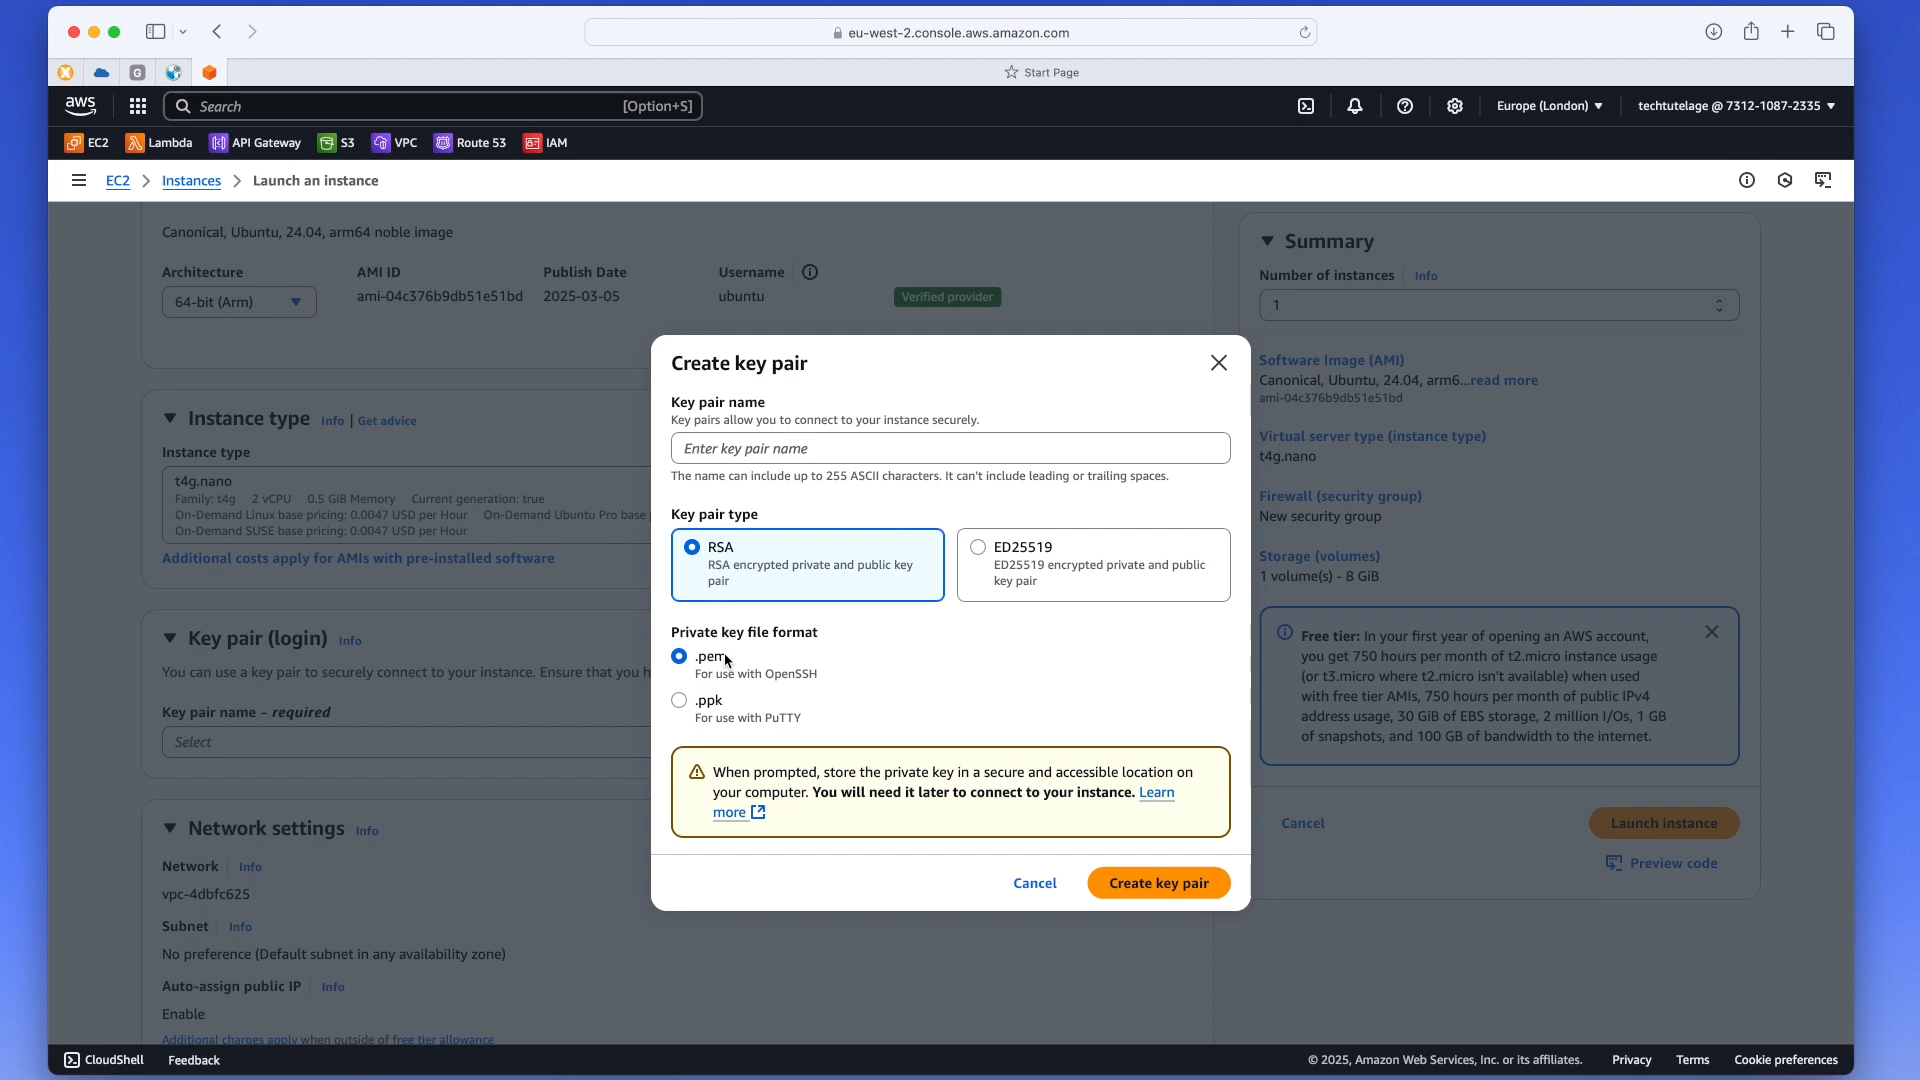 eu-west-2.console.aws.amazon.com
G
Start Page
aws
Search
[Option+S]
Europe (London)
techtutelage @ 7312-1087-2335
EC2
Lambda
API Gateway
S3
VPC
Route 53
IAM
EC2
Instances
Launch an instance
Canonical, Ubuntu, 24.04, arm64 noble image
Architecture
AMI ID
Publish Date
Username
64-bit (Arm)
ami-04c376b9db51e51bd
2025-03-05
ubuntu
Verified provider
Instance type
Info | Get advice
Instance type
t4g.nano
Family: t4g 2 vCPU 0.5 GiB Memory Current generation: true
On-Demand Linux base pricing: 0.0047 USD per Hour On-Demand Ubuntu Pro base
On-Demand SUSE base pricing: 0.0047 USD per Hour
Additional costs apply for AMIs with pre-installed software
Key pair (login)
Info
You can use a key pair to securely connect to your instance. Ensure that you h
Key pair name – required
Select
Network settings
Info
Network
Info
vpc-4dbfc625
Subnet
Info
No preference (Default subnet in any availability zone)
Auto-assign public IP
Info
Enable
Additional charges apply when outside of free tier allowance
Create key pair
Key pair name
Key pairs allow you to connect to your instance securely.
Enter key pair name
The name can include up to 255 ASCII characters. It can't include leading or trailing spaces.
Key pair type
RSA
RSA encrypted private and public key
pair
ED25519
ED25519 encrypted private and public
key pair
Private key file format
.pem
For use with OpenSSH
.ppk
For use with PuTTY
When prompted, store the private key in a secure and accessible location on
your computer. You will need it later to connect to your instance. Learn
more
Cancel
Create key pair
Summary
Number of instances
Info
1
Software Image (AMI)
Canonical, Ubuntu, 24.04, arm6...read more
ami-04c376b9db51e51bd
Virtual server type (instance type)
t4g.nano
Firewall (security group)
New security group
Storage (volumes)
1 volume(s) - 8 GiB
Free tier: In your first year of opening an AWS account,
you get 750 hours per month of t2.micro instance usage
(or t3.micro where t2.micro isn't available) when used
with free tier AMIs, 750 hours per month of public IPv4
address usage, 30 GiB of EBS storage, 2 million I/Os, 1 GB
of snapshots, and 100 GB of bandwidth to the internet.
Cancel
Launch instance
Preview code
CloudShell
Feedback
© 2025, Amazon Web Services, Inc. or its affiliates.
Privacy
Terms
Cookie preferences